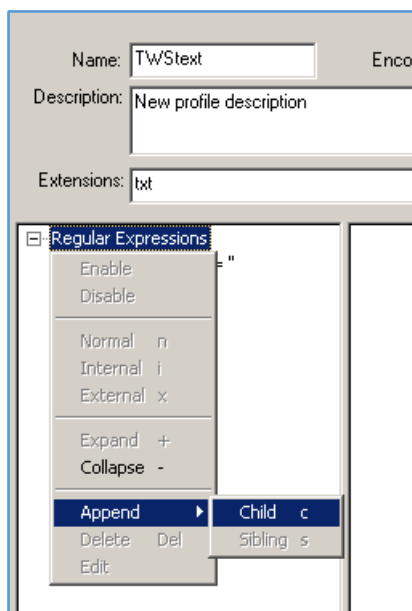 Name: TWStext Enco
Description: New profile description
Extensions: txt
Regular Expressions
Enable ="
Disable
Normal n
Internal i
External x
Expand +
Collapse -
Append Child c
Delete Del Sibling s
Edit